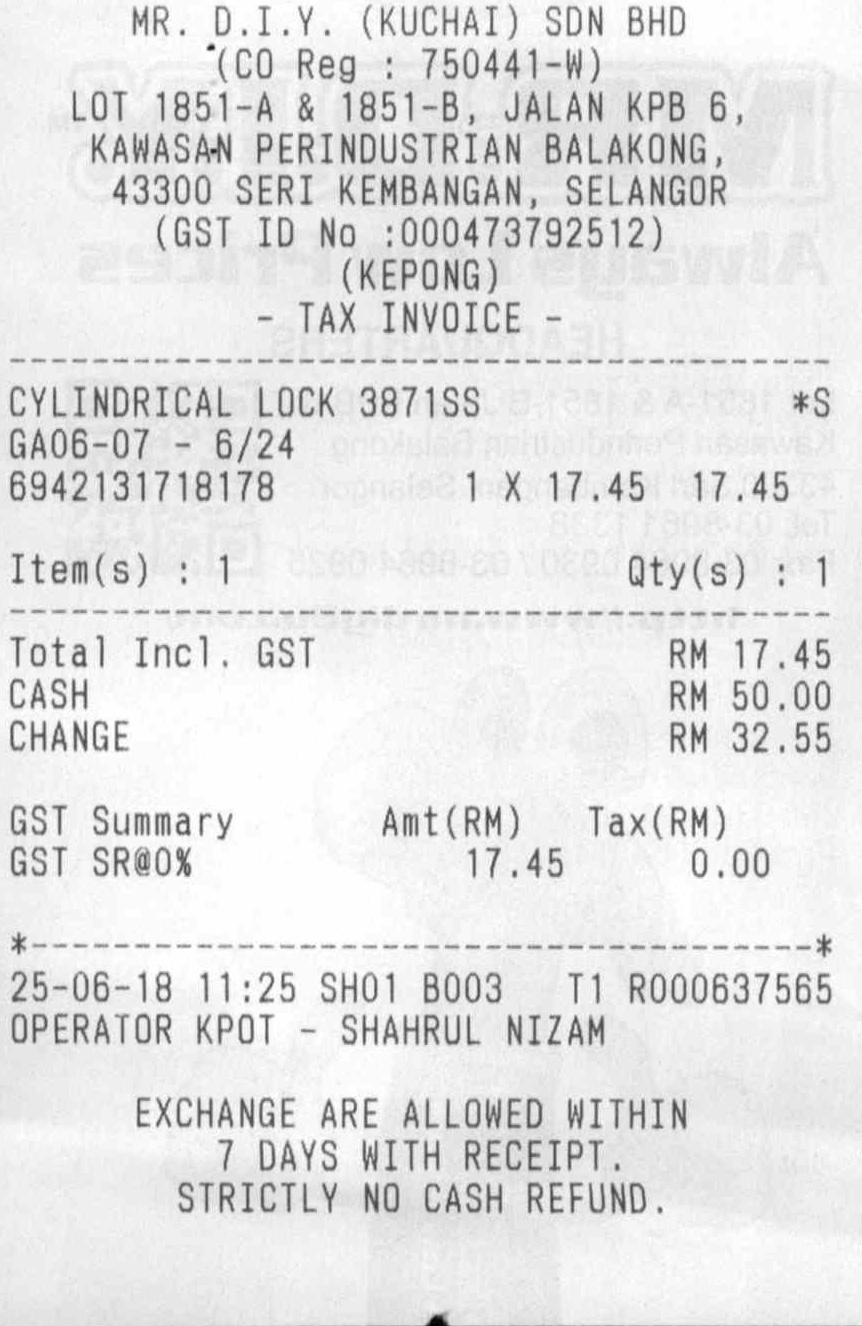 MR. D.I.Y. (KUCHAI) SDN BHD
(CO Reg : 750441-W)
LOT 1851-A & 1851-B, JALAN KPB 6,
KAWASAN PERINDUSTRIAN BALAKONG,
43300 SERI KEMBANGAN, SELANGOR
(GST ID No :000473792512)
(KEPONG)
- TAX INVOICE -
CYLINDRICAL LOCK 3871SS *S
GA06-07 - 6/24
6942131718178 1 X 17.45 17.45
Item(s) : 1 Qty(s) : 1
Total Incl. GST RM 17.45
CASH RM 50.00
CHANGE RM 32.55
GST Summary Amt(RM) Tax(RM)
GST SR@0% 17.45 0.00
*--------------------------------------*
25-06-18 11:25 SH01 B003 T1 R000637565
OPERATOR KPOT - SHAHRUL NIZAM
EXCHANGE ARE ALLOWED WITHIN
7 DAYS WITH RECEIPT.
STRICTLY NO CASH REFUND.